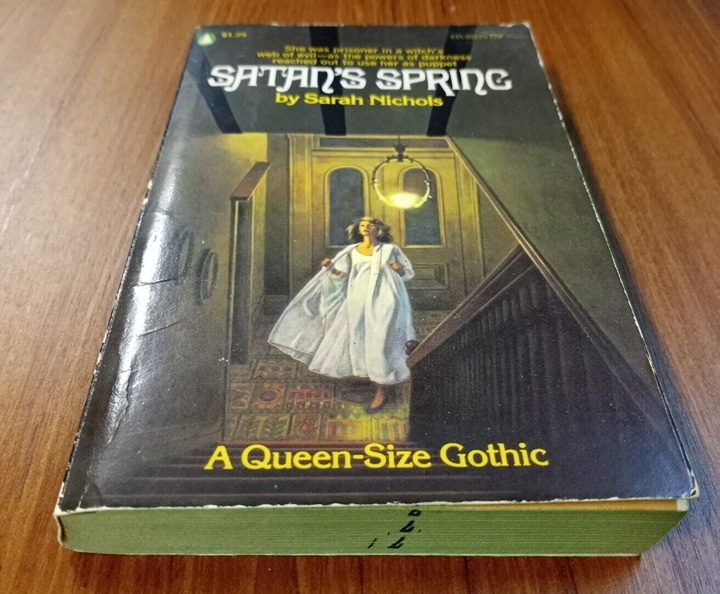 $1.25
She was prisoner in a witch's
web of evil—as the powers of darkness
reached out to use her as puppet
SATAN'S SPRING
by Sarah Nichols
A Queen-Size Gothic